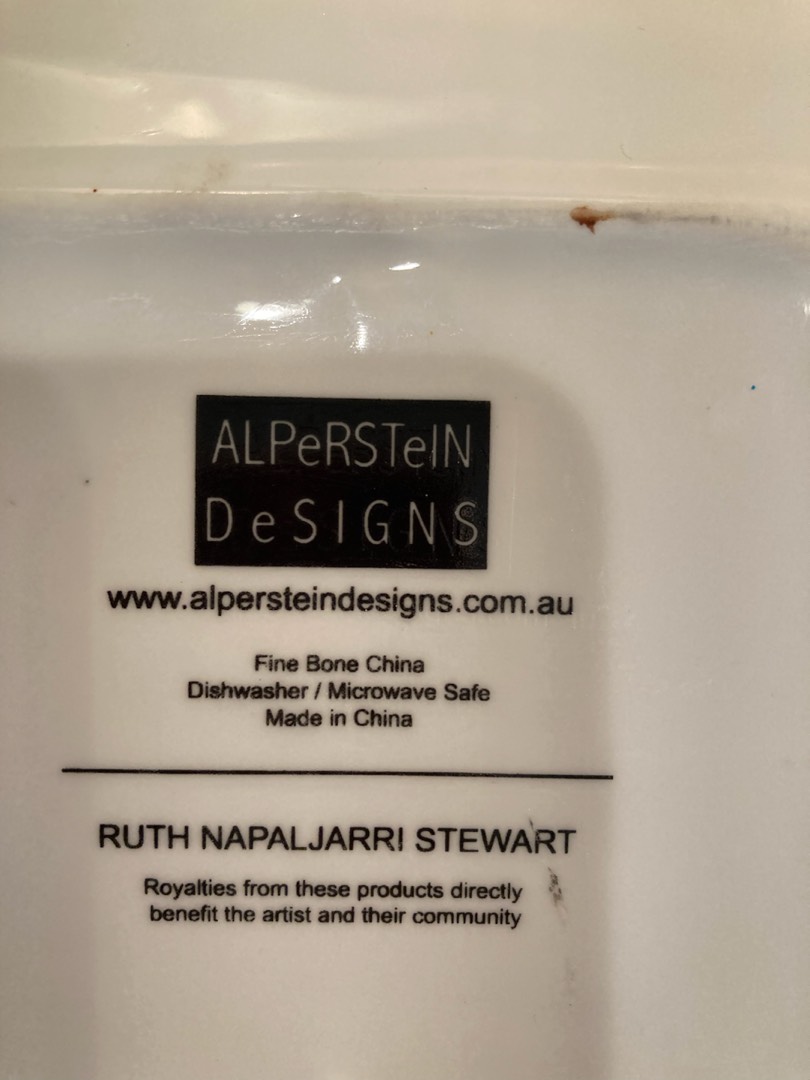 ALPeRSTeIN
DeSIGNS
www.alpersteindesigns.com.au
Fine Bone China
Dishwasher / Microwave Safe
Made in China
RUTH NAPALJARRI STEWART
Royalties from these products directly
benefit the artist and their community